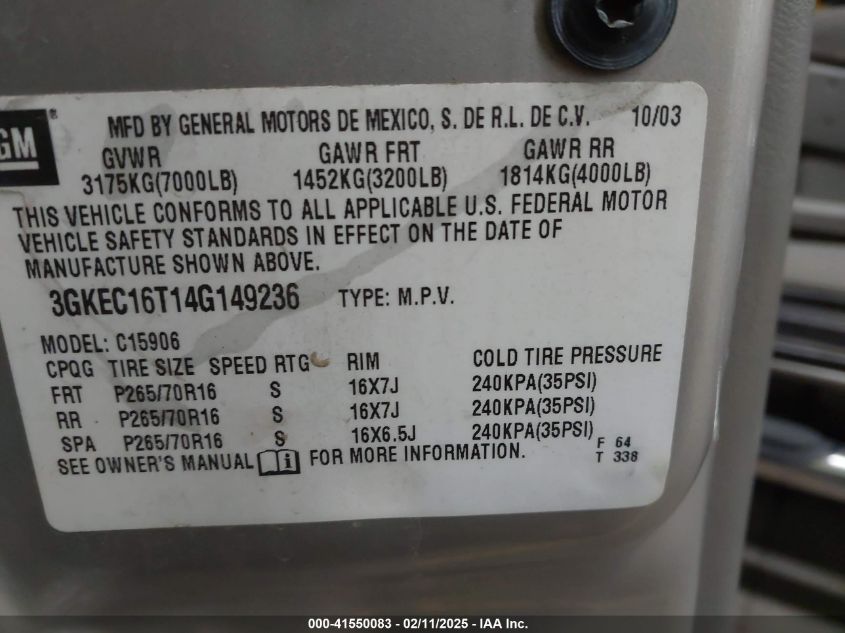 GM®
MFD BY GENERAL MOTORS DE MEXICO, S. DE R.L. DE C.V. 10/03
GVWR GAWR FRT GAWR RR
3175KG(7000LB) 1452KG(3200LB) 1814KG(4000LB)
THIS VEHICLE CONFORMS TO ALL APPLICABLE U.S. FEDERAL MOTOR
VEHICLE SAFETY STANDARDS IN EFFECT ON THE DATE OF
MANUFACTURE SHOWN ABOVE.
3GKEC16T14G149236 TYPE: M.P.V.
MODEL: C15906
CPQG TIRE SIZE SPEED RTG RIM COLD TIRE PRESSURE
FRT P265/70R16 S 16X7J 240KPA(35PSI)
RR P265/70R16 S 16X7J 240KPA(35PSI)
SPA P265/70R16 S 16X6.5J 240KPA(35PSI)
F 64
SEE OWNER'S MANUAL i FOR MORE INFORMATION.
T 338
000-41550083 - 02/11/2025 - IAA Inc.